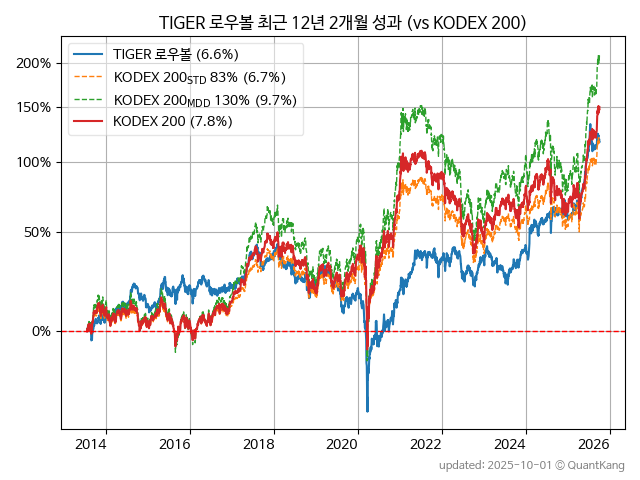 TIGER 로우볼 최근 12년 2개월 성과 (vs KODEX 200)
TIGER 로우볼 (6.6%)
KODEX 200STD 83% (6.7%)
KODEX 200MDD 130% (9.7%)
KODEX 200 (7.8%)
200%
150%
100%
50%
0%
2014 2016 2018 2020 2022 2024 2026
updated: 2025-10-01 © QuantKang